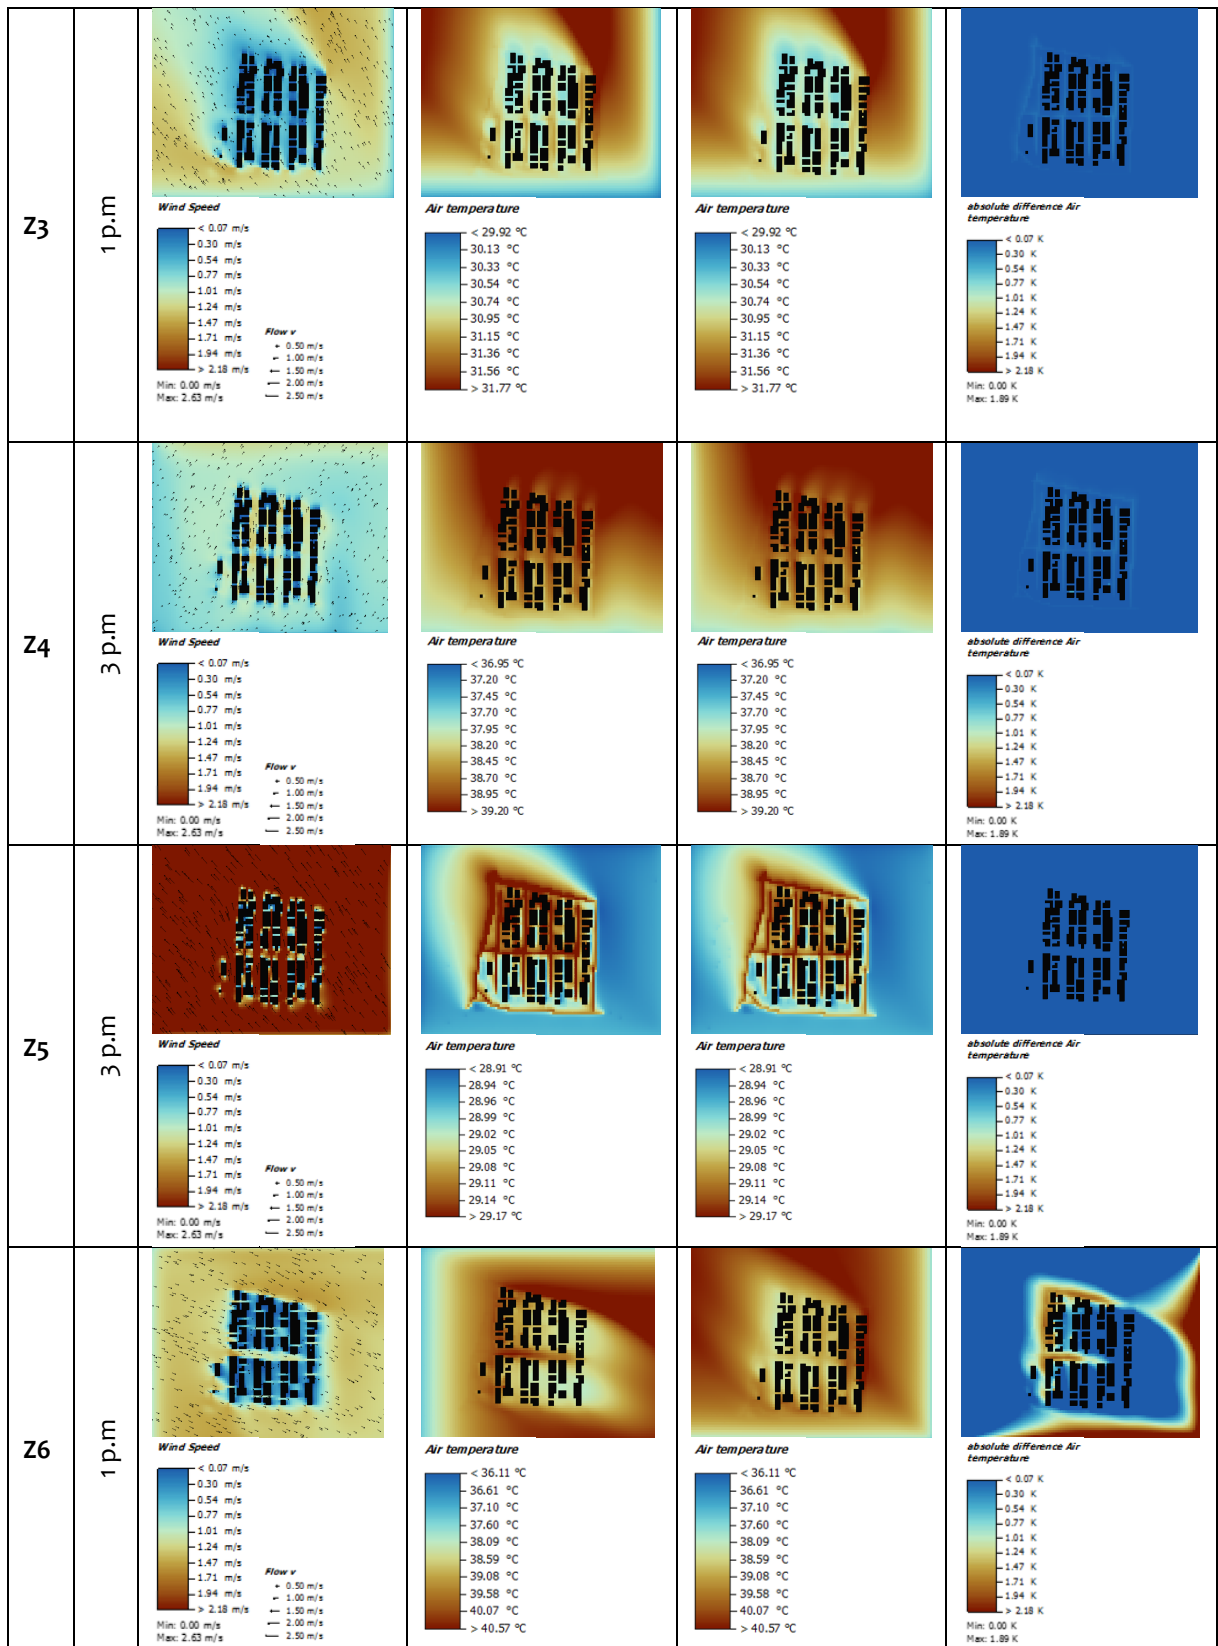 Z3
1 p.m
Wind Speed
< 0.07 m/s
0.30 m/s
0.54 m/s
0.77 m/s
1.01 m/s
1.24 m/s
1.47 m/s
1.71 m/s
1.94 m/s
> 2.18 m/s
Min: 0.00 m/s
Max: 2.63 m/s
Flow v
0.50 m/s
1.00 m/s
1.50 m/s
2.00 m/s
2.50 m/s
Air temperature
< 29.92 °C
30.13 °C
30.33 °C
30.54 °C
30.74 °C
30.95 °C
31.15 °C
31.36 °C
31.56 °C
> 31.77 °C
Air temperature
< 29.92 °C
30.13 °C
30.33 °C
30.54 °C
30.74 °C
30.95 °C
31.15 °C
31.36 °C
31.56 °C
> 31.77 °C
absolute difference Air
temperature
< 0.07 K
0.30 K
0.54 K
0.77 K
1.01 K
1.24 K
1.47 K
1.71 K
1.94 K
> 2.18 K
Min: 0.00 K
Max: 1.89 K
Z4
3 p.m
Wind Speed
< 0.07 m/s
0.30 m/s
0.54 m/s
0.77 m/s
1.01 m/s
1.24 m/s
1.47 m/s
1.71 m/s
1.94 m/s
> 2.18 m/s
Min: 0.00 m/s
Max: 2.63 m/s
Flow v
0.50 m/s
1.00 m/s
1.50 m/s
2.00 m/s
2.50 m/s
Air temperature
< 36.95 °C
37.20 °C
37.45 °C
37.70 °C
37.95 °C
38.20 °C
38.45 °C
38.70 °C
38.95 °C
> 39.20 °C
Air temperature
< 36.95 °C
37.20 °C
37.45 °C
37.70 °C
37.95 °C
38.20 °C
38.45 °C
38.70 °C
38.95 °C
> 39.20 °C
absolute difference Air
temperature
< 0.07 K
0.30 K
0.54 K
0.77 K
1.01 K
1.24 K
1.47 K
1.71 K
1.94 K
> 2.18 K
Min: 0.00 K
Max: 1.89 K
Z5
3 p.m
Wind Speed
< 0.07 m/s
0.30 m/s
0.54 m/s
0.77 m/s
1.01 m/s
1.24 m/s
1.47 m/s
1.71 m/s
1.94 m/s
> 2.18 m/s
Min: 0.00 m/s
Max: 2.63 m/s
Flow v
0.50 m/s
1.00 m/s
1.50 m/s
2.00 m/s
2.50 m/s
Air temperature
< 28.91 °C
28.94 °C
28.96 °C
28.99 °C
29.02 °C
29.05 °C
29.08 °C
29.11 °C
29.14 °C
> 29.17 °C
Air temperature
< 28.91 °C
28.94 °C
28.96 °C
28.99 °C
29.02 °C
29.05 °C
29.08 °C
29.11 °C
29.14 °C
> 29.17 °C
absolute difference Air
temperature
< 0.07 K
0.30 K
0.54 K
0.77 K
1.01 K
1.24 K
1.47 K
1.71 K
1.94 K
> 2.18 K
Min: 0.00 K
Max: 1.89 K
Z6
1 p.m
Wind Speed
< 0.07 m/s
0.30 m/s
0.54 m/s
0.77 m/s
1.01 m/s
1.24 m/s
1.47 m/s
1.71 m/s
1.94 m/s
> 2.18 m/s
Min: 0.00 m/s
Max: 2.63 m/s
Flow v
0.50 m/s
1.00 m/s
1.50 m/s
2.00 m/s
2.50 m/s
Air temperature
< 36.11 °C
36.61 °C
37.10 °C
37.60 °C
38.09 °C
38.59 °C
39.08 °C
39.58 °C
40.07 °C
> 40.57 °C
Air temperature
< 36.11 °C
36.61 °C
37.10 °C
37.60 °C
38.09 °C
38.59 °C
39.08 °C
39.58 °C
40.07 °C
> 40.57 °C
absolute difference Air
temperature
< 0.07 K
0.30 K
0.54 K
0.77 K
1.01 K
1.24 K
1.47 K
1.71 K
1.94 K
> 2.18 K
Min: 0.00 K
Max: 1.89 K